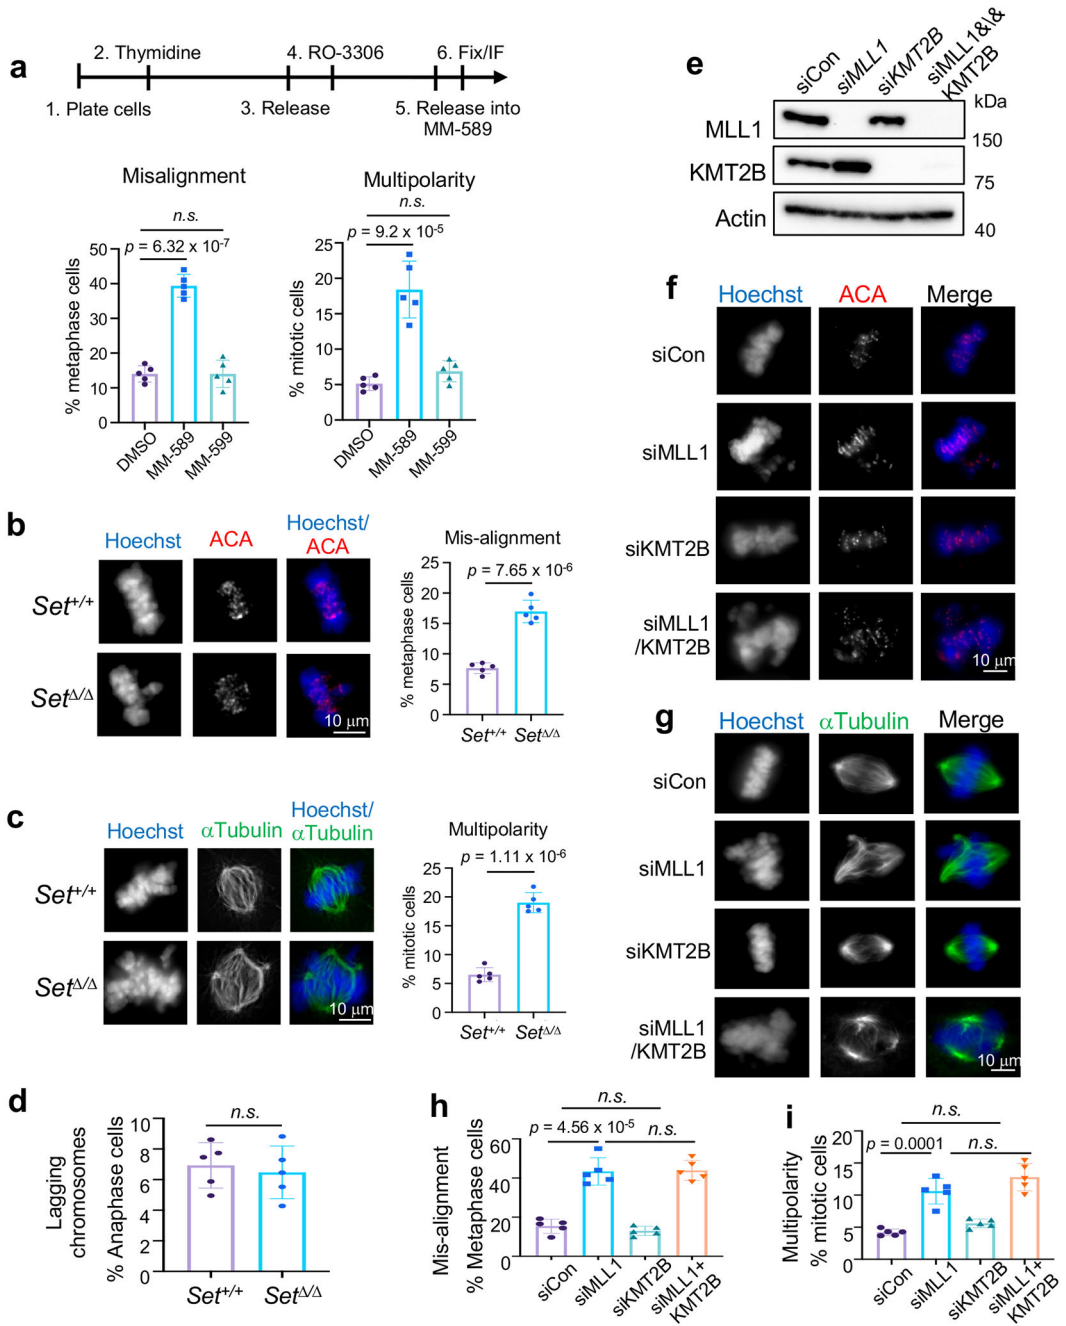 a
2. Thymidine 4. RO-3306 6. Fix/IF
1. Plate cells 3. Release 5. Release into
MM-589
Misalignment
n.s.
p = 6.32 x 10-7
% metaphase cells
50
40
30
20
10
0
DMSO
MM-589
MM-599
Multipolarity
n.s.
p = 9.2 x 10-5
% mitotic cells
25
20
15
10
5
0
DMSO
MM-589
MM-599
b
Hoechst ACA Hoechst/
ACA
Set+/+
SetΔ/Δ
10 μm
Mis-alignment
p = 7.65 x 10-6
% metaphase cells
25
20
15
10
5
0
Set+/+ SetΔ/Δ
c
Hoechst αTubulin Hoechst/
αTubulin
Set+/+
SetΔ/Δ
10 μm
Multipolarity
p = 1.11 x 10-6
% mitotic cells
25
20
15
10
5
0
Set+/+ SetΔ/Δ
d
Lagging
chromosomes
% Anaphase cells
n.s.
10
8
6
4
2
0
Set+/+ SetΔ/Δ
e
siCon
siMLL1
siKMT2B
siMLL1&\&
KMT2B
kDa
MLL1
150
KMT2B
75
Actin
40
f
Hoechst ACA Merge
siCon
siMLL1
siKMT2B
siMLL1
/KMT2B
10 μm
g
Hoechst αTubulin Merge
siCon
siMLL1
siKMT2B
siMLL1
/KMT2B
10 μm
h
n.s.
p = 4.56 x 10-5 n.s.
Mis-alignment
% Metaphase cells
60
40
20
0
siCon
siMLL1
siKMT2B
siMLL1+
KMT2B
i
n.s.
p = 0.0001 n.s.
Multipolarity
% mitotic cells
20
15
10
5
0
siCon
siMLL1
siKMT2B
siMLL1+
KMT2B